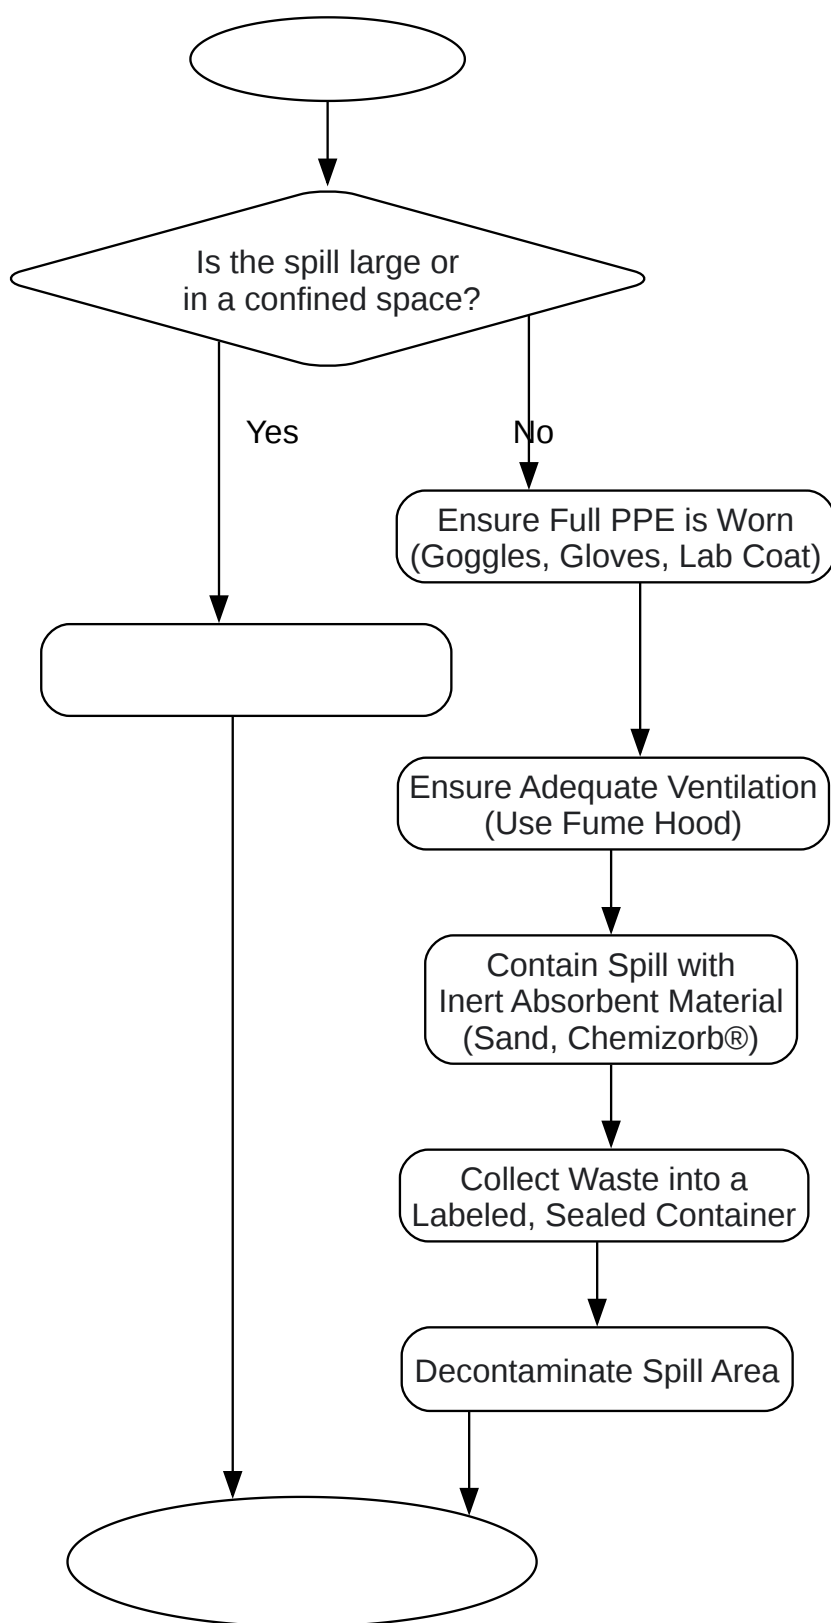 Is the spill large or
in a confined space?
Yes
No
Ensure Full PPE is Worn
(Goggles, Gloves, Lab Coat)
Ensure Adequate Ventilation
(Use Fume Hood)
Contain Spill with
Inert Absorbent Material
(Sand, Chemizorb®)
Collect Waste into a
Labeled, Sealed Container
Decontaminate Spill Area